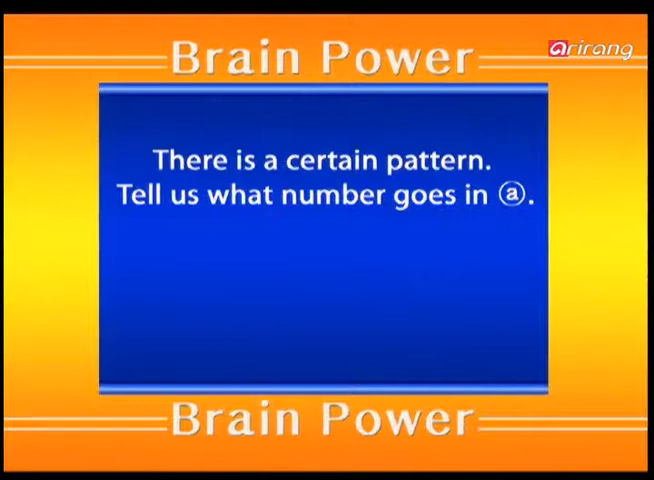 Brain Power
arirang
There is a certain pattern.
Tell us what number goes in ⓐ.
Brain Power